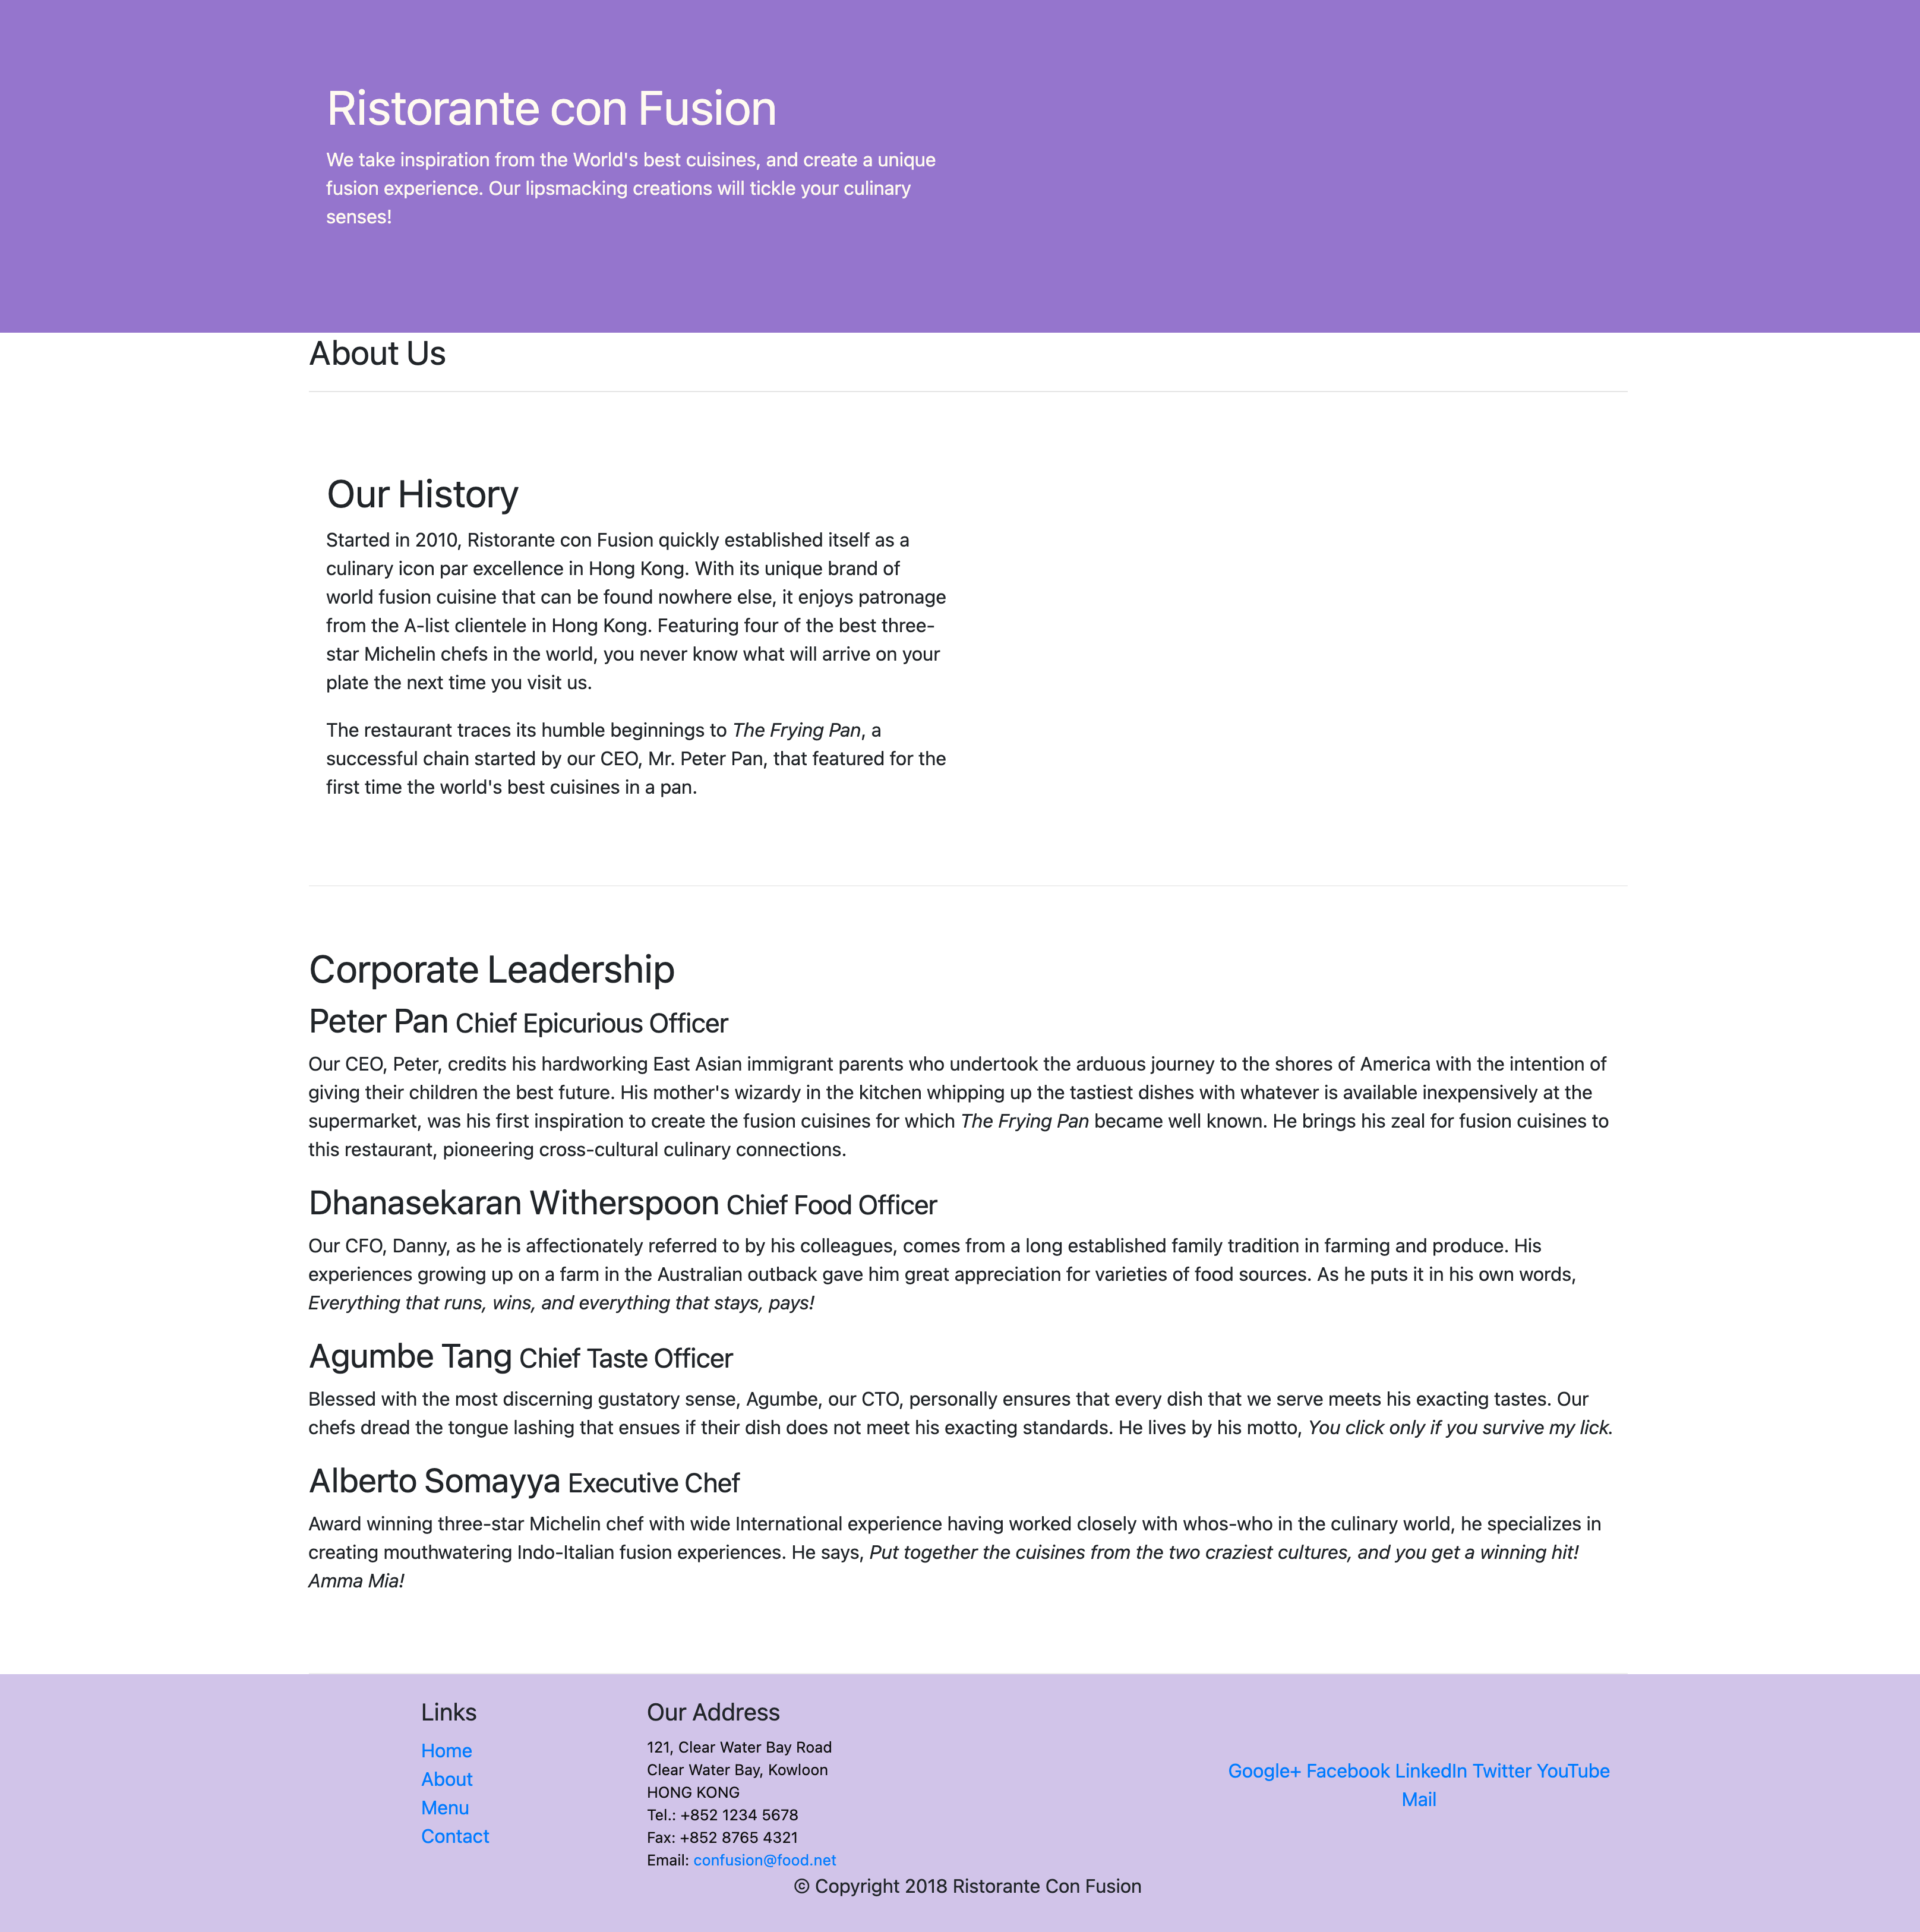 Ristorante con Fusion
We take inspiration from the World's best cuisines, and create a unique
fusion experience. Our lipsmacking creations will tickle your culinary
senses!
About Us
Our History
Started in 2010, Ristorante con Fusion quickly established itself as a
culinary icon par excellence in Hong Kong. With its unique brand of
world fusion cuisine that can be found nowhere else, it enjoys patronage
from the A-list clientele in Hong Kong. Featuring four of the best three-
star Michelin chefs in the world, you never know what will arrive on your
plate the next time you visit us.
The restaurant traces its humble beginnings to The Frying Pan, a
successful chain started by our CEO, Mr. Peter Pan, that featured for the
first time the world's best cuisines in a pan.
Corporate Leadership
Peter Pan Chief Epicurious Officer
Our CEO, Peter, credits his hardworking East Asian immigrant parents who undertook the arduous journey to the shores of America with the intention of
giving their children the best future. His mother's wizardy in the kitchen whipping up the tastiest dishes with whatever is available inexpensively at the
supermarket, was his first inspiration to create the fusion cuisines for which The Frying Pan became well known. He brings his zeal for fusion cuisines to
this restaurant, pioneering cross-cultural culinary connections.
Dhanasekaran Witherspoon Chief Food Officer
Our CFO, Danny, as he is affectionately referred to by his colleagues, comes from a long established family tradition in farming and produce. His
experiences growing up on a farm in the Australian outback gave him great appreciation for varieties of food sources. As he puts it in his own words,
Everything that runs, wins, and everything that stays, pays!
Agumbe Tang Chief Taste Officer
Blessed with the most discerning gustatory sense, Agumbe, our CTO, personally ensures that every dish that we serve meets his exacting tastes. Our
chefs dread the tongue lashing that ensues if their dish does not meet his exacting standards. He lives by his motto, You click only if you survive my lick.
Alberto Somayya Executive Chef
Award winning three-star Michelin chef with wide International experience having worked closely with whos-who in the culinary world, he specializes in
creating mouthwatering Indo-Italian fusion experiences. He says, Put together the cuisines from the two craziest cultures, and you get a winning hit!
Amma Mia!
Links
Home
About
Menu
Contact
Our Address
121, Clear Water Bay Road
Clear Water Bay, Kowloon
HONG KONG
Tel.: +852 1234 5678
Fax: +852 8765 4321
Email: confusion@food.net
Google+ Facebook LinkedIn Twitter YouTube
Mail
© Copyright 2018 Ristorante Con Fusion